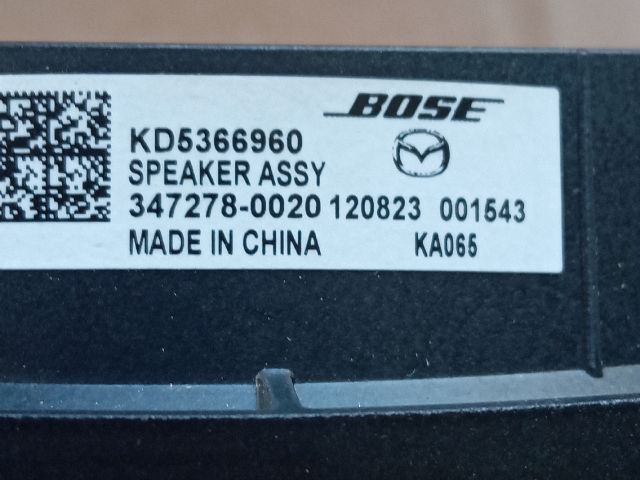 BOSE
KD5366960
SPEAKER ASSY
347278-0020 120823 001543
MADE IN CHINA KA065